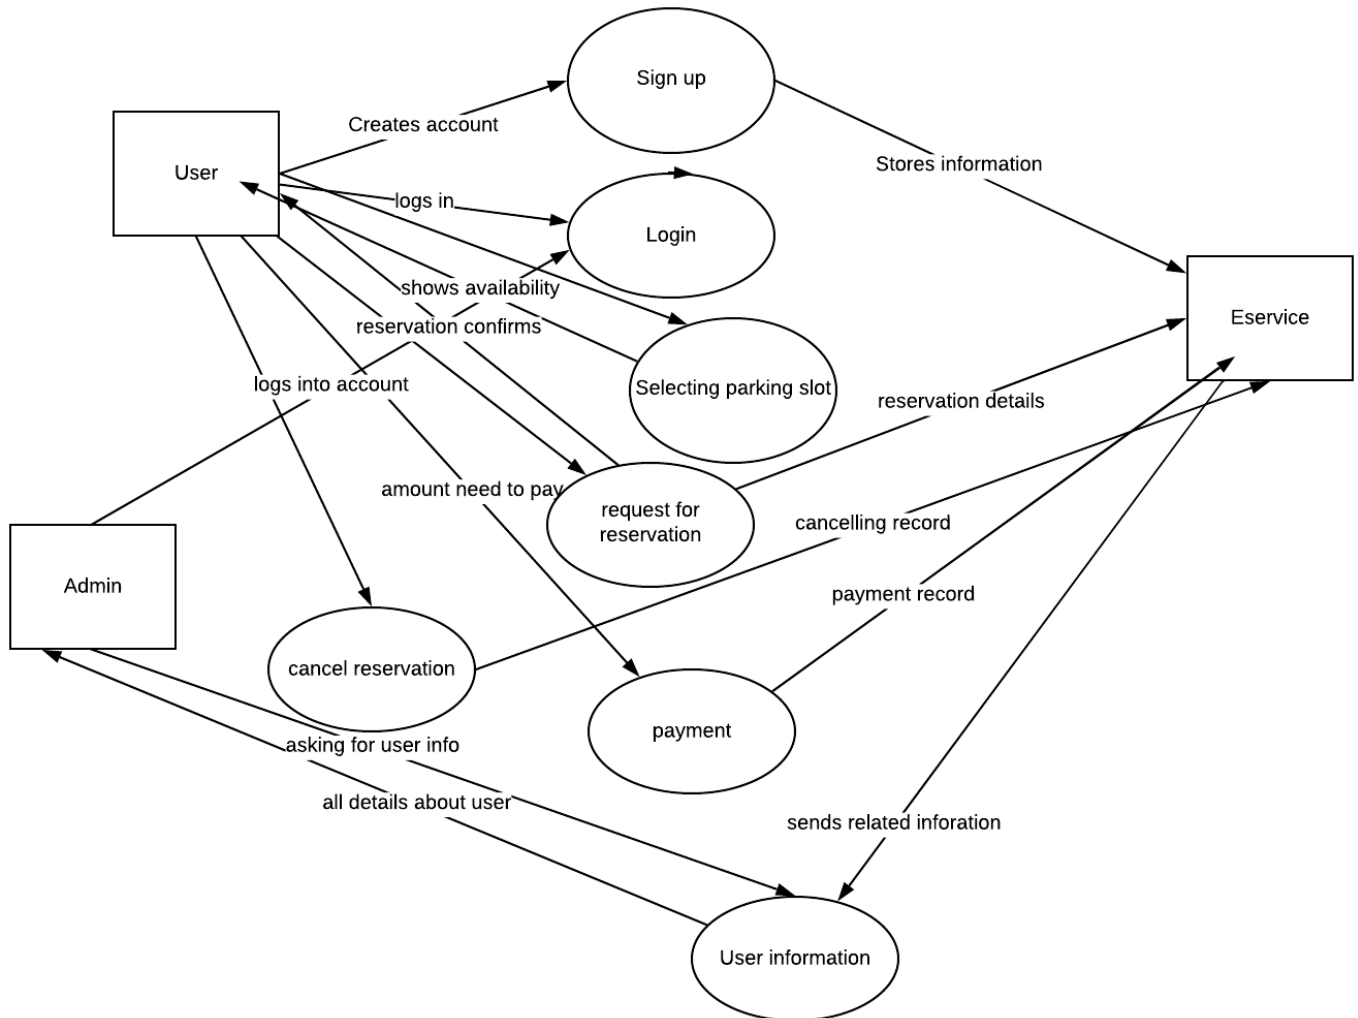 Sign up
Creates account
Stores information
User
logs in
Login
shows availability
Eservice
reservation confirms
logs into account
Selecting parking slot
reservation details
amount need to pay
request for
reservation
cancelling record
Admin
payment record
cancel reservation
payment
asking for user info
all details about user
sends related inforation
User information